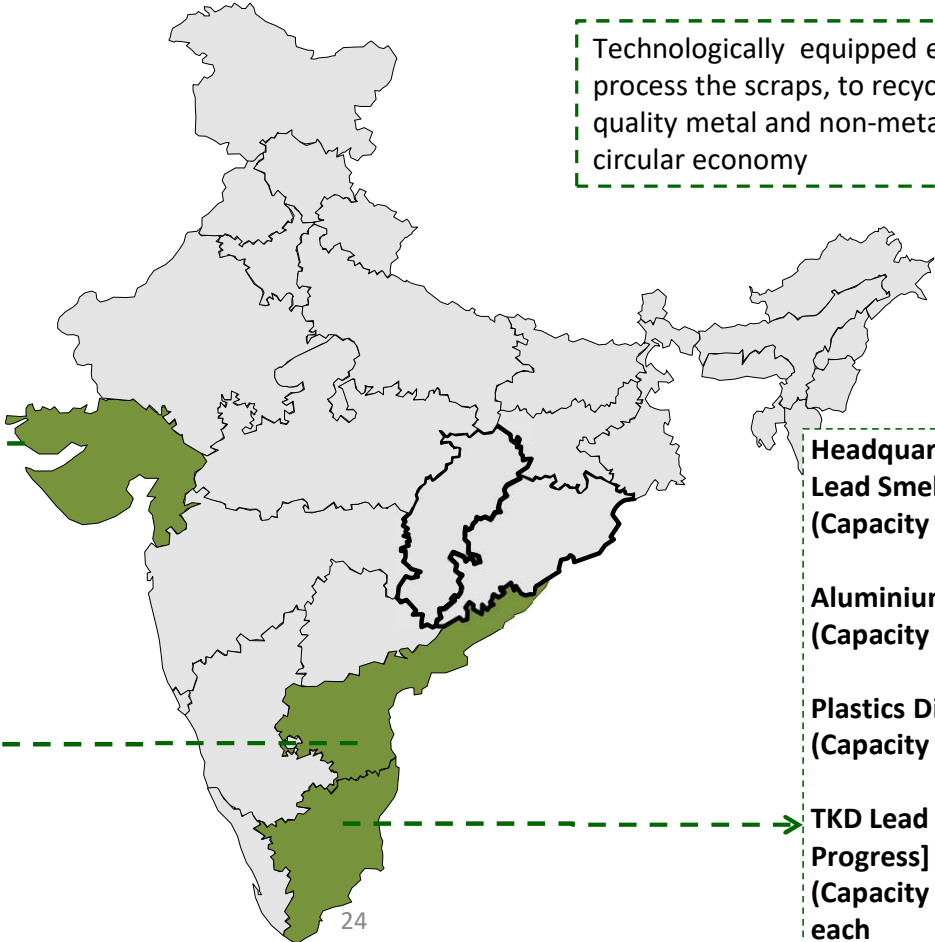 Technologically equipped e
process the scraps, to recyc
quality metal and non-meta
circular economy
Headquar
Lead Smel
(Capacity
Aluminiun
(Capacity
Plastics Di
(Capacity
TKD Lead
Progress]
(Capacity
each
24